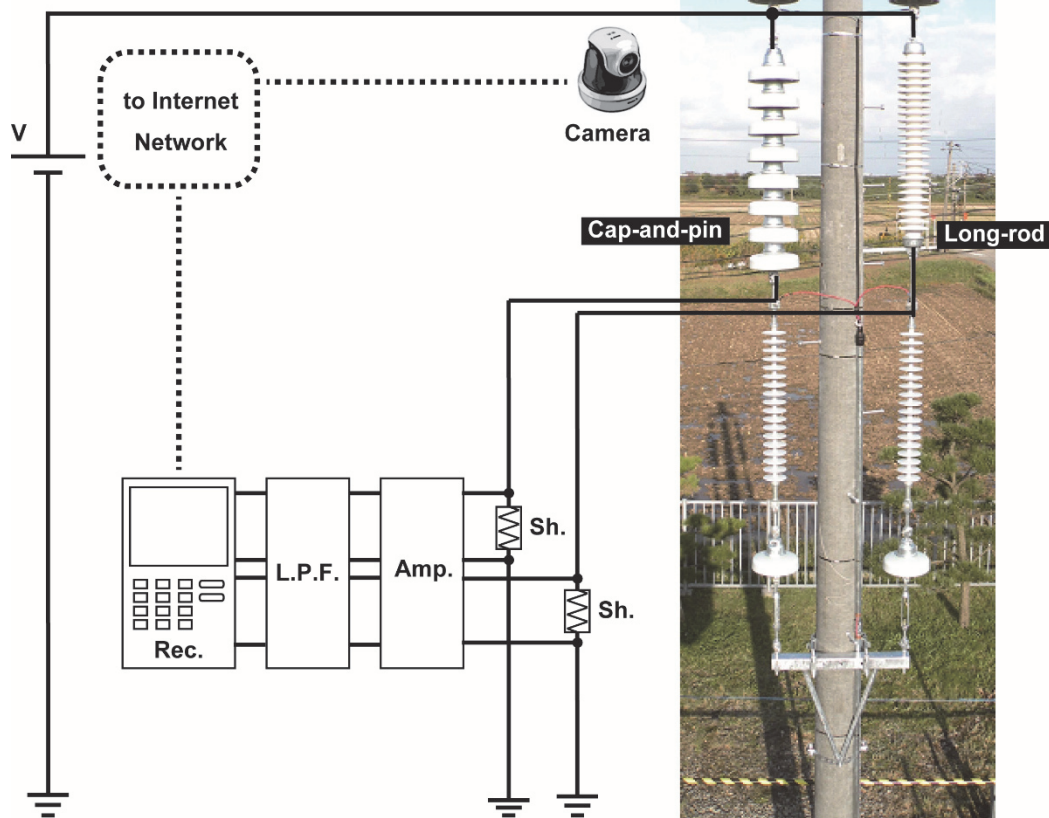 to Internet
Network
V
Camera
Cap-and-pin
Long-rod
Sh.
L.P.F.
Amp.
Sh.
Rec.